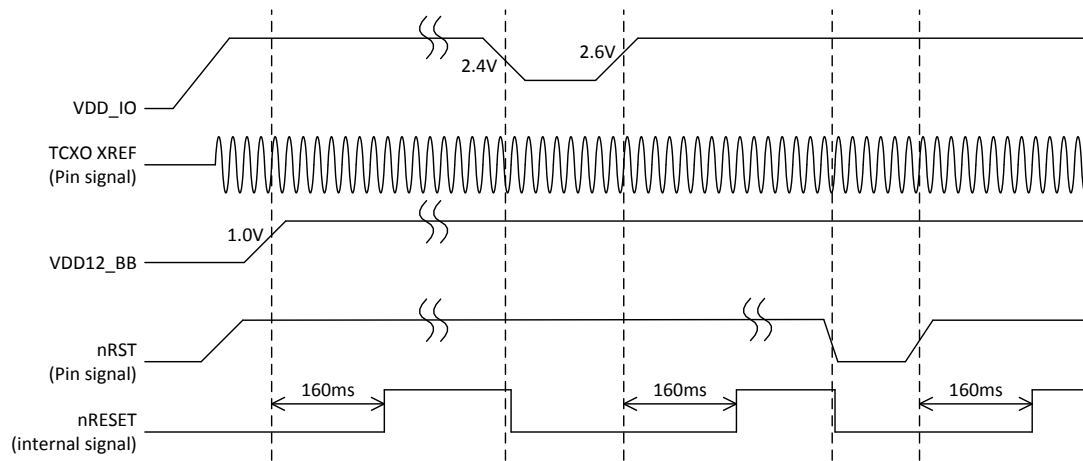 2.4V
2.6V
VDD_IO
TCXO XREF
(Pin signal)
1.0V
VDD12_BB
nRST
(Pin signal)
160ms
160ms
160ms
nRESET
(internal signal)